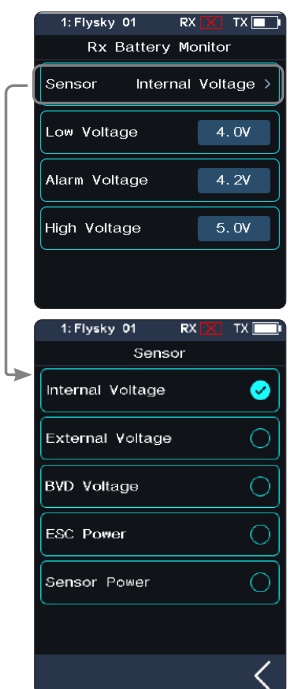 1: Flysky 01 RX TX
Rx Battery Monitor
Sensor Internal Voltage >
Low Voltage 4.0V
Alarm Voltage 4.2V
High Voltage 5.0V
1: Flysky 01 RX TX
Sensor
Internal Voltage
External Voltage
BVD Voltage
ESC Power
Sensor Power